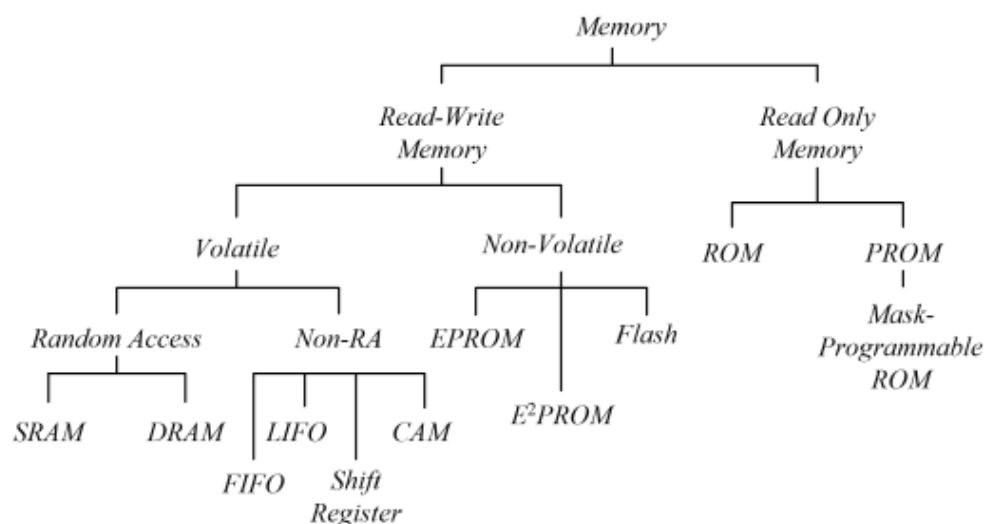 Memory
Read-Write
Memory
Read Only
Memory
Volatile
Non-Volatile
ROM
PROM
Random Access
Non-RA
EPROM
Flash
Mask-
Programmable
ROM
SRAM
DRAM
LIFO
CAM
E²PROM
FIFO
Shift
Register